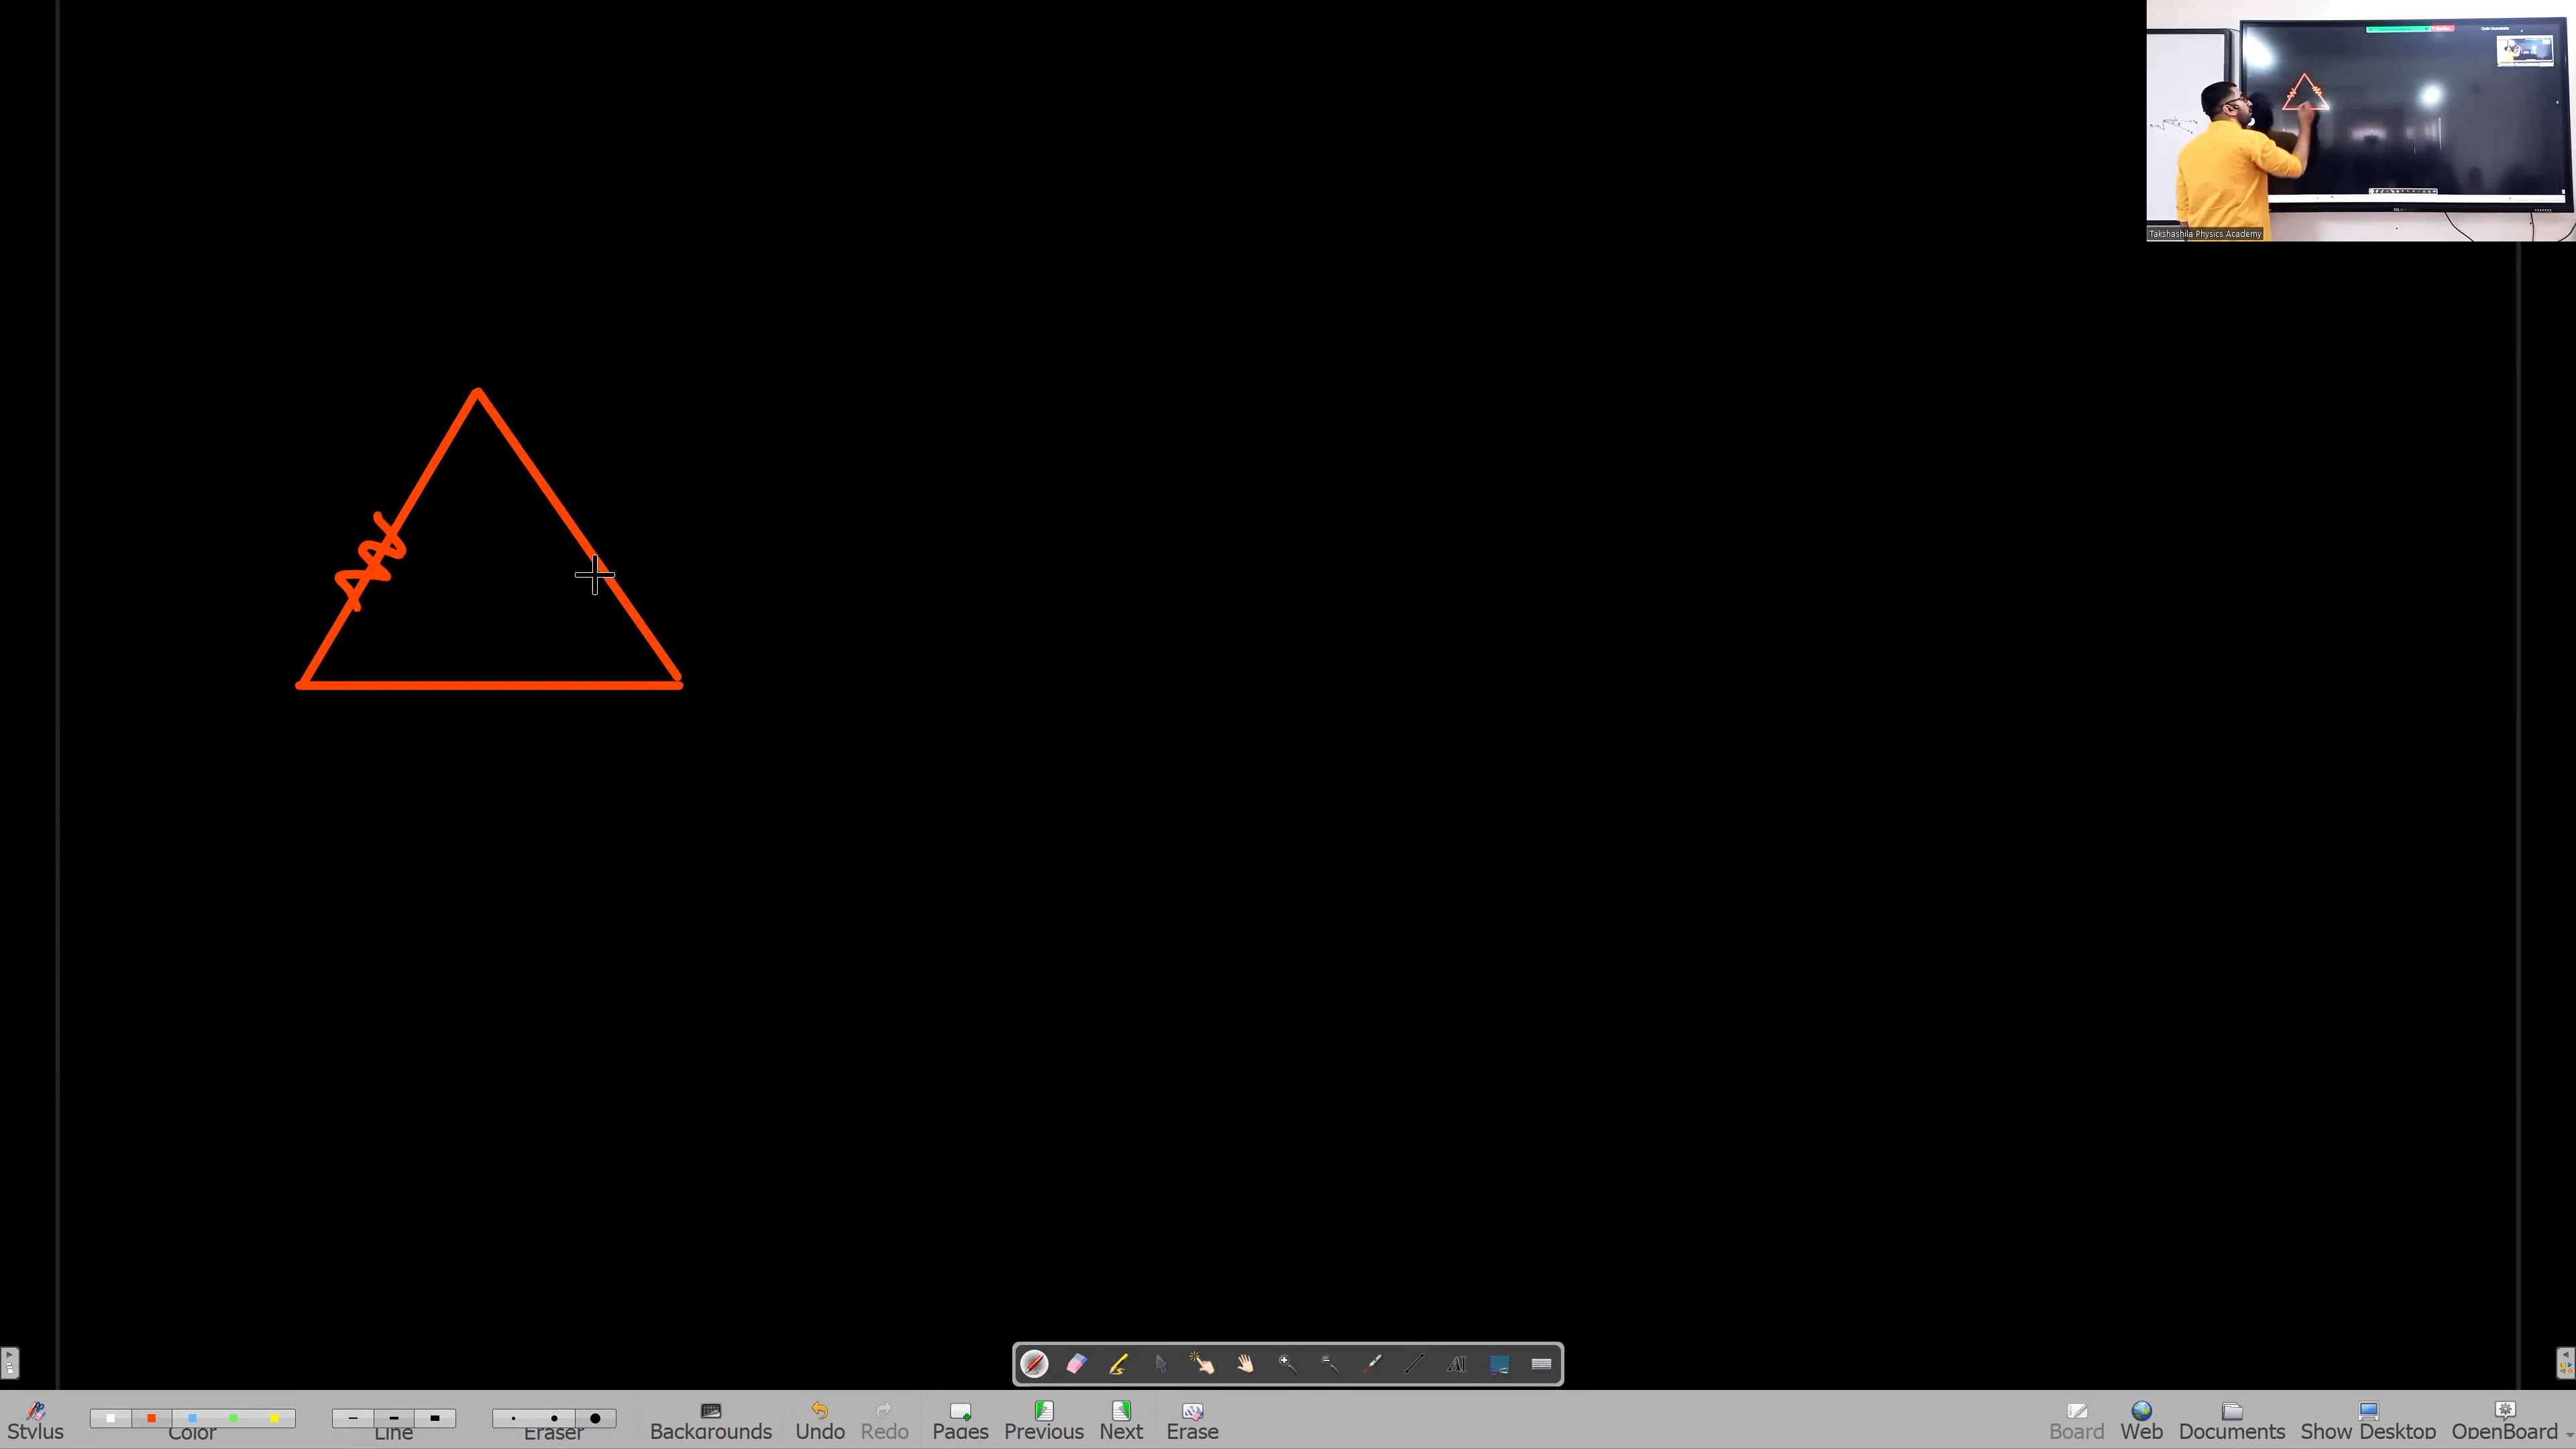 Takshashila Physics Academy
Stylus
Color
Line
Eraser
Backgrounds
Undo
Redo
Pages
Previous
Next
Erase
Board
Web
Documents
Show Desktop
OpenBoard
AI